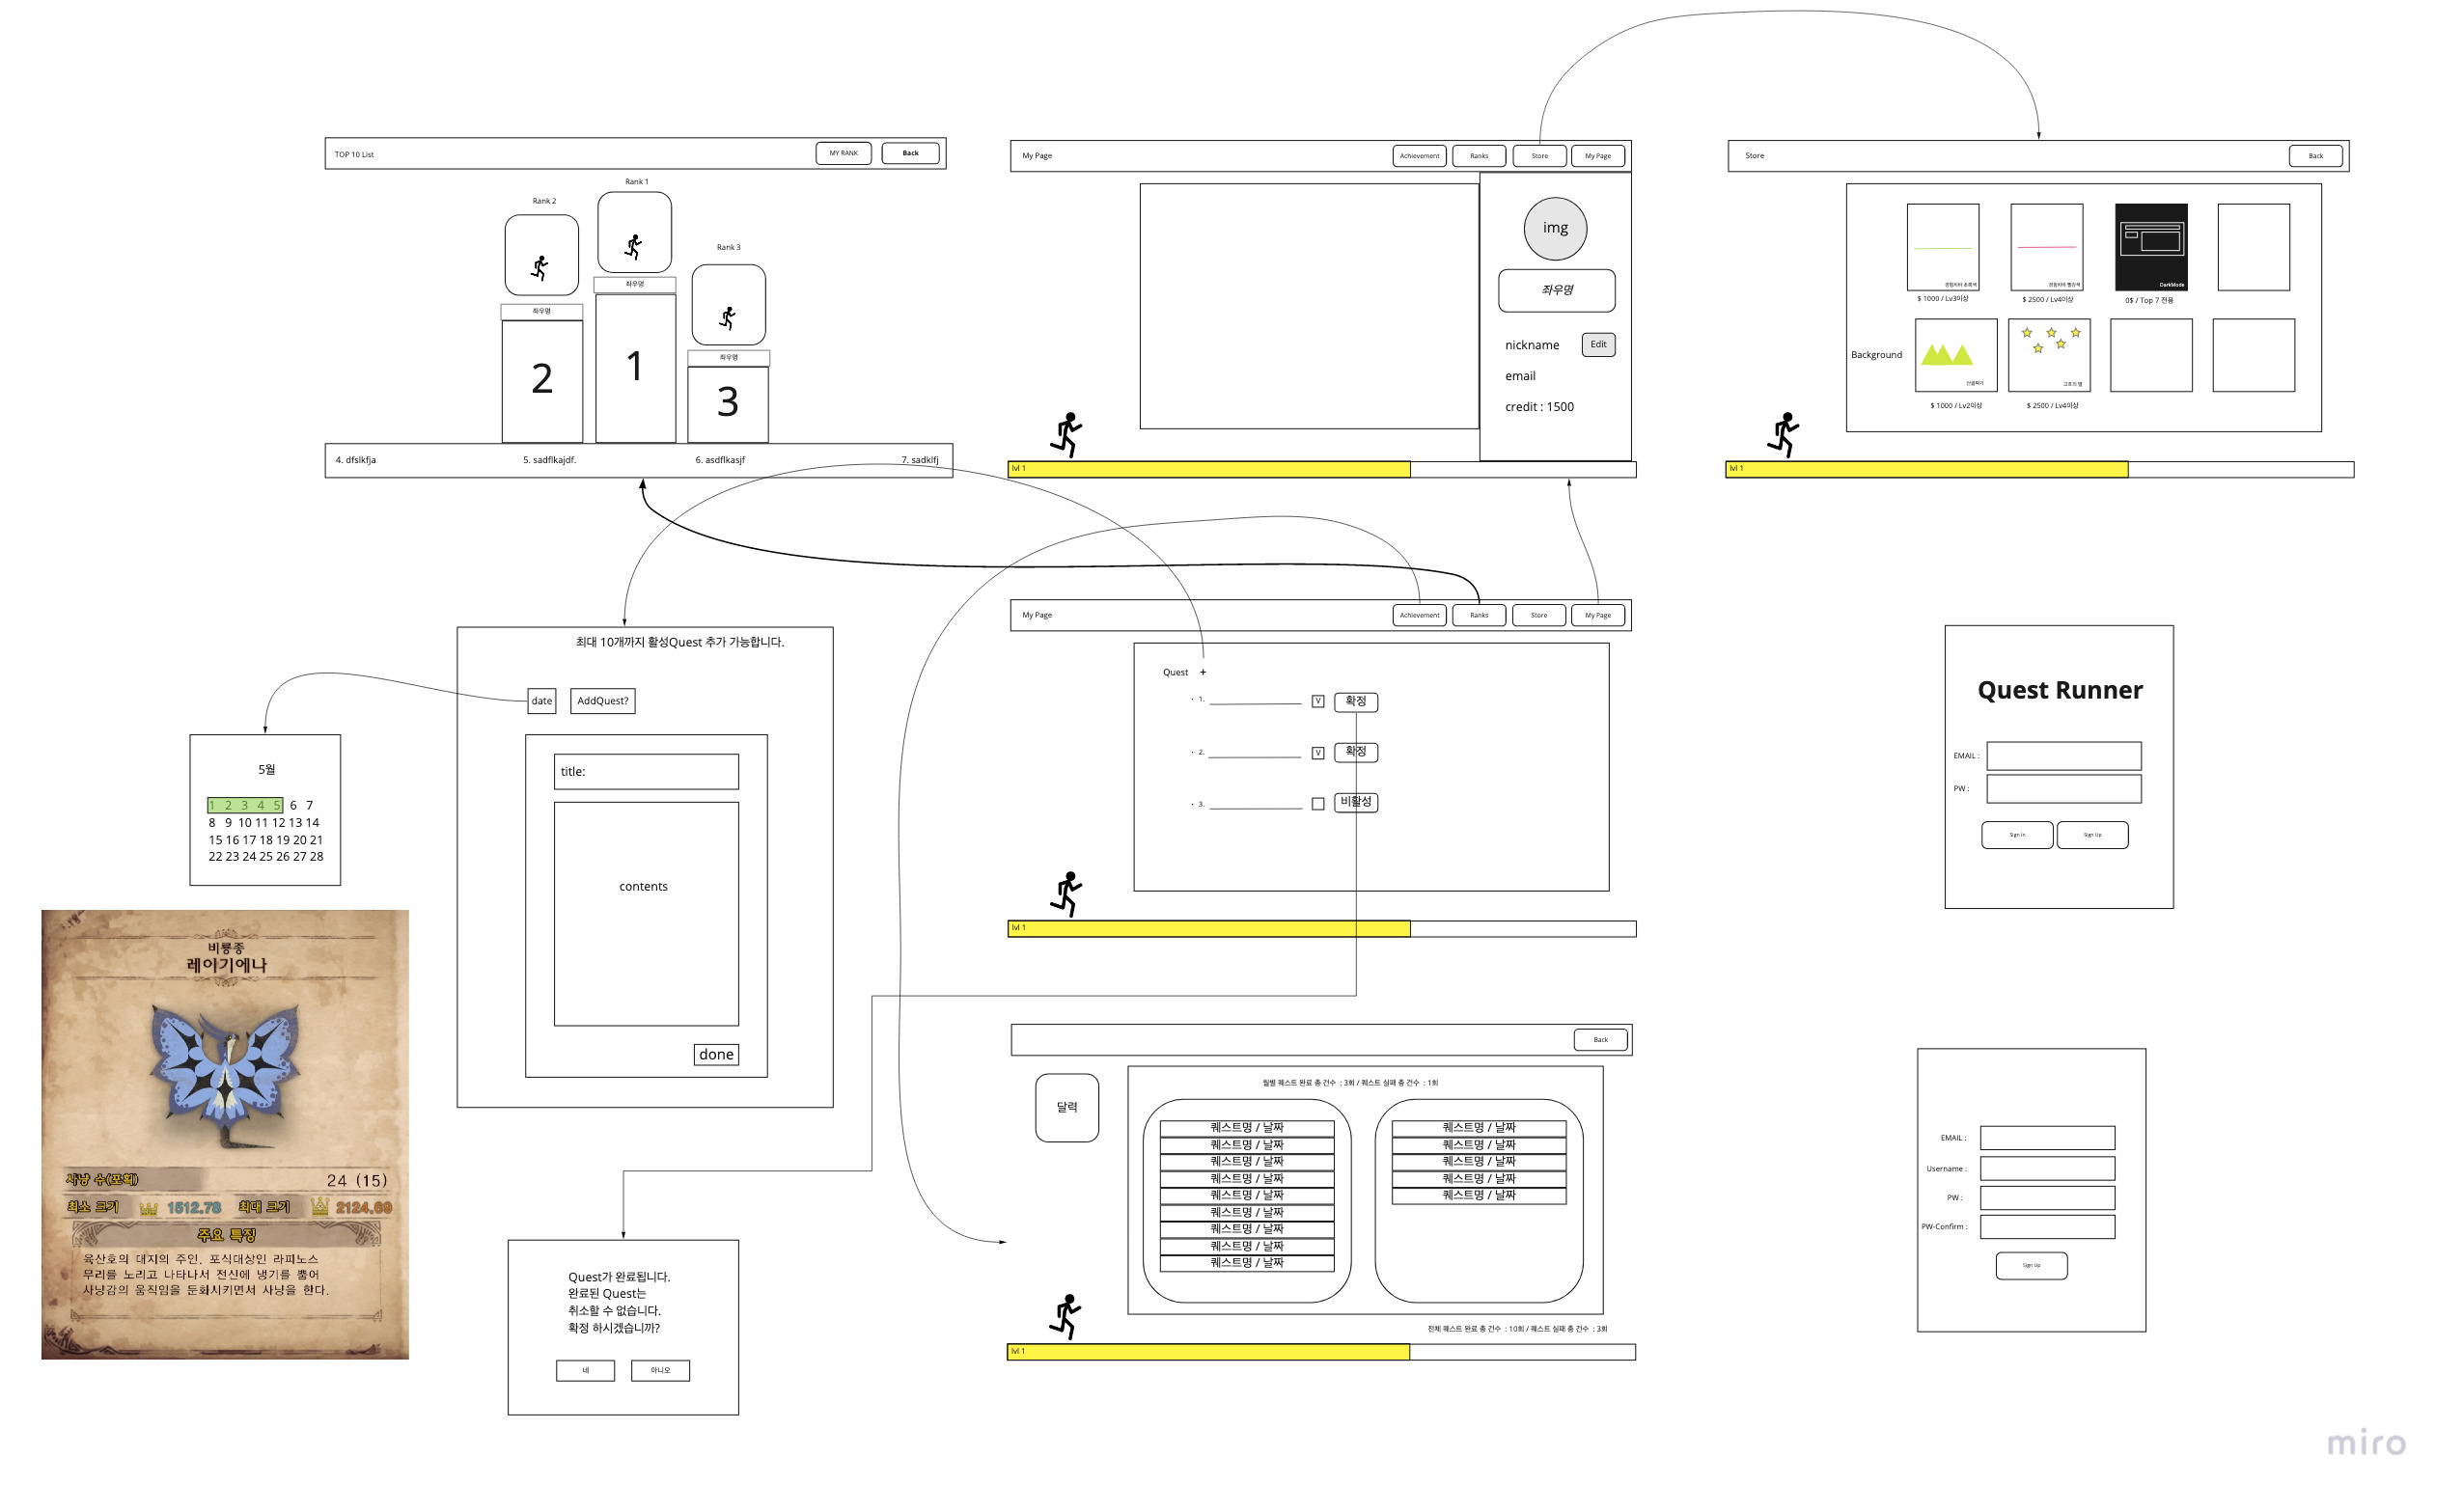 TOP 10 List
MY RANK
Back
Rank 1
Rank 2
Rank 3
좌우명
좌우명
좌우명
2
1
3
4. dfslkfja
5. sadflkajdf.
6. asdflkasjf
7. sadklfj
My Page
Achievement
Ranks
Store
My Page
img
좌우명
nickname
Edit
email
credit : 1500
lvl 1
Store
Back
경험치바 초록색
경험치바 빨강색
DarkMode
$ 1000 / Lv3이상
$ 2500 / Lv4이상
0$ / Top 7 전용
Background
산꼴짜기
고흐의 별
$ 1000 / Lv2이상
$ 2500 / Lv4이상
lvl 1
최대 10개까지 활성Quest 추가 가능합니다.
date
AddQuest?
title:
contents
done
5월
1 2 3 4 5 6 7
8 9 10 11 12 13 14
15 16 17 18 19 20 21
22 23 24 25 26 27 28
My Page
Achievement
Ranks
Store
My Page
Quest +
• 1. V 확정
• 2. V 확정
• 3. 비활성
lvl 1
Quest Runner
EMAIL :
PW :
Sign In
Sign Up
비룡종
레이기에나
사냥 수(포획)
24 (15)
최소 크기
1512.78
최대 크기
2124.69
주요 특징
육산호의 대지의 주인. 포식대상인 라피노스
무리를 노리고 나타나서 전신에 냉기를 뿜어
사냥감의 움직임을 둔화시키면서 사냥을 한다.
Quest가 완료됩니다.
완료된 Quest는
취소할 수 없습니다.
확정 하시겠습니까?
네
아니오
Back
달력
월별 퀘스트 완료 총 건수 : 3회 / 퀘스트 실패 총 건수 : 1회
퀘스트명 / 날짜
퀘스트명 / 날짜
퀘스트명 / 날짜
퀘스트명 / 날짜
퀘스트명 / 날짜
퀘스트명 / 날짜
퀘스트명 / 날짜
퀘스트명 / 날짜
퀘스트명 / 날짜
퀘스트명 / 날짜
퀘스트명 / 날짜
퀘스트명 / 날짜
퀘스트명 / 날짜
퀘스트명 / 날짜
전체 퀘스트 완료 총 건수 : 10회 / 퀘스트 실패 총 건수 : 3회
lvl 1
EMAIL :
Username :
PW :
PW-Confirm :
Sign Up
miro